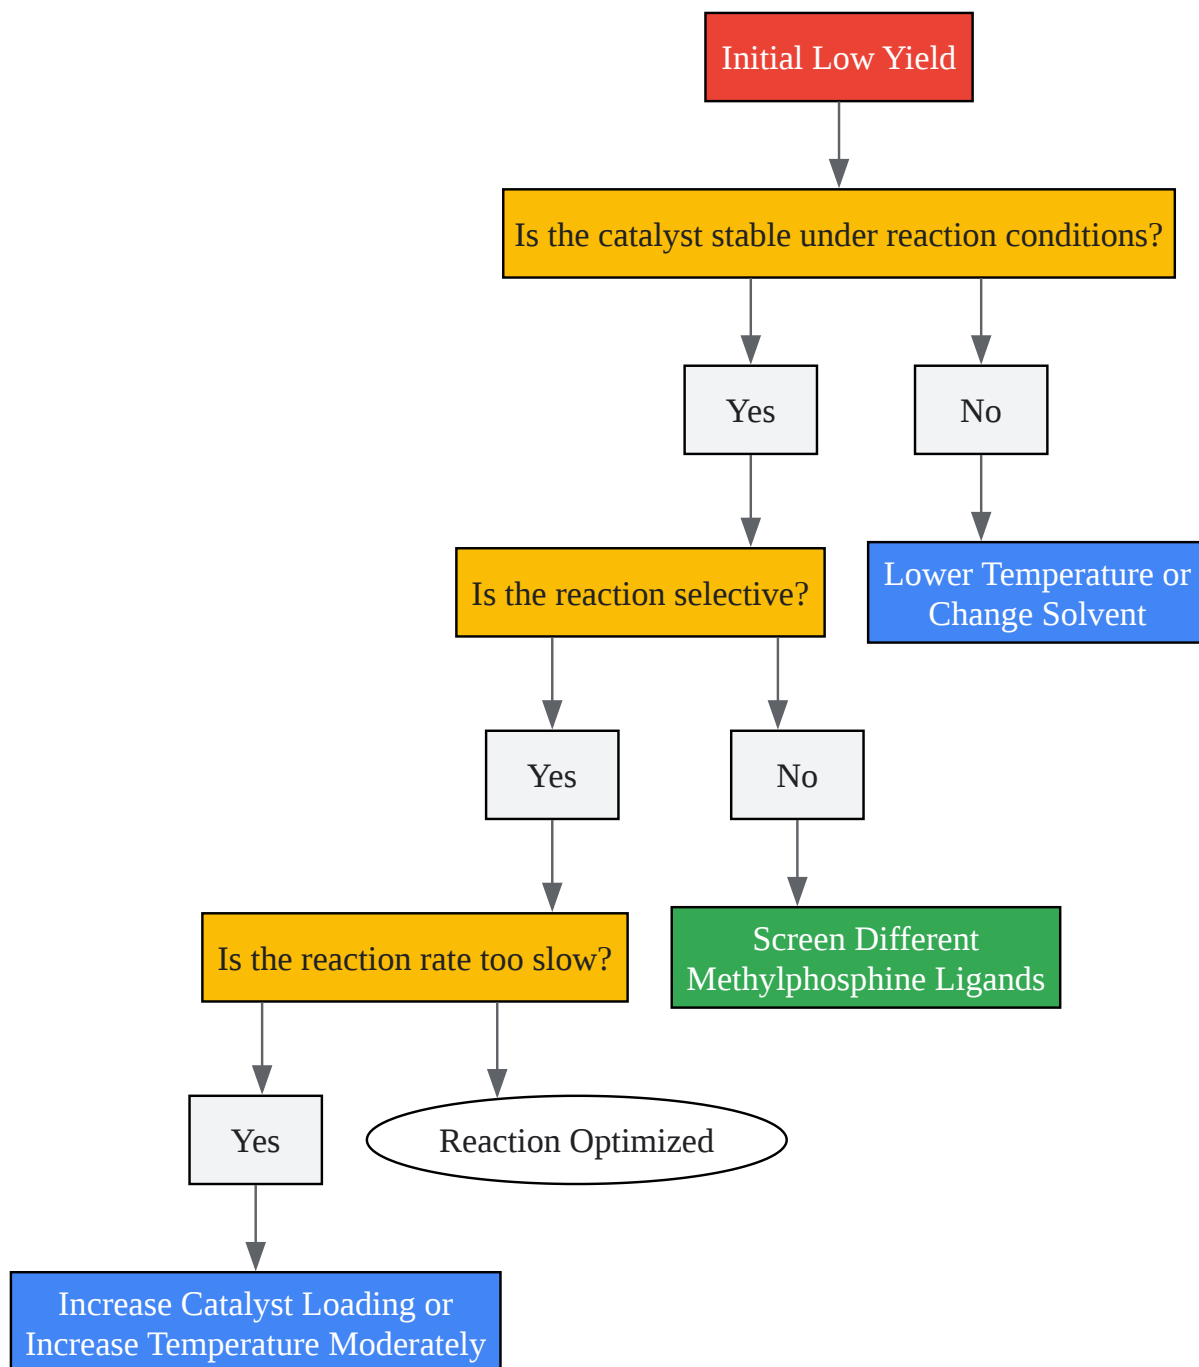 Initial Low Yield
Is the catalyst stable under reaction conditions?
Yes
No
Is the reaction selective?
Lower Temperature or
Change Solvent
Yes
No
Is the reaction rate too slow?
Screen Different
Methylphosphine Ligands
Yes
Reaction Optimized
Increase Catalyst Loading or
Increase Temperature Moderately